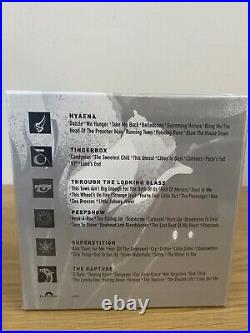 HYAENA
Dazzle • We Hunger • Take Me Back • Belladonna • Swimming Horses • Bring Me The
Head Of The Preacher Man • Running Town • Pointing Bone • Blow The House Down
TINDERBOX
Candyman • The Sweetest Chill • This Unrest • Cities In Dust • Cannons • Party's Fall
Land's End
THROUGH THE LOOKING GLASS
This Town Ain't Big Enough For The Both Of Us • Hall Of Mirrors • Trust In Me
This Wheel's On Fire • Strange Fruit • You're Lost Little Girl • The Passenger • Gun
Sea Breezes • Little Johnny Jewel
PEEPSHOW
Peek-A-Boo • The Killing Jar • Scarecrow • Carousel • Burn-Up • Ornaments Of Gold
Turn To Stone • Rawhead And Bloodybones • The Last Beat Of My Heart • Rhapsody
SUPERSTITION
Kiss Them For Me • Fear (Of The Unknown) • Cry • Drifter • Little Sister • Shadowtime
Silly Thing • Got To Get Up • Silver Waterfalls • Softly • The Ghost In You
THE RAPTURE
O Baby • Tearing Apart • Stargazer • Fall From Grace • Not Forgotten • Sick Child
The Lonely One • Falling Down • Forever • The Rapture • The Double Life • Love Out Me